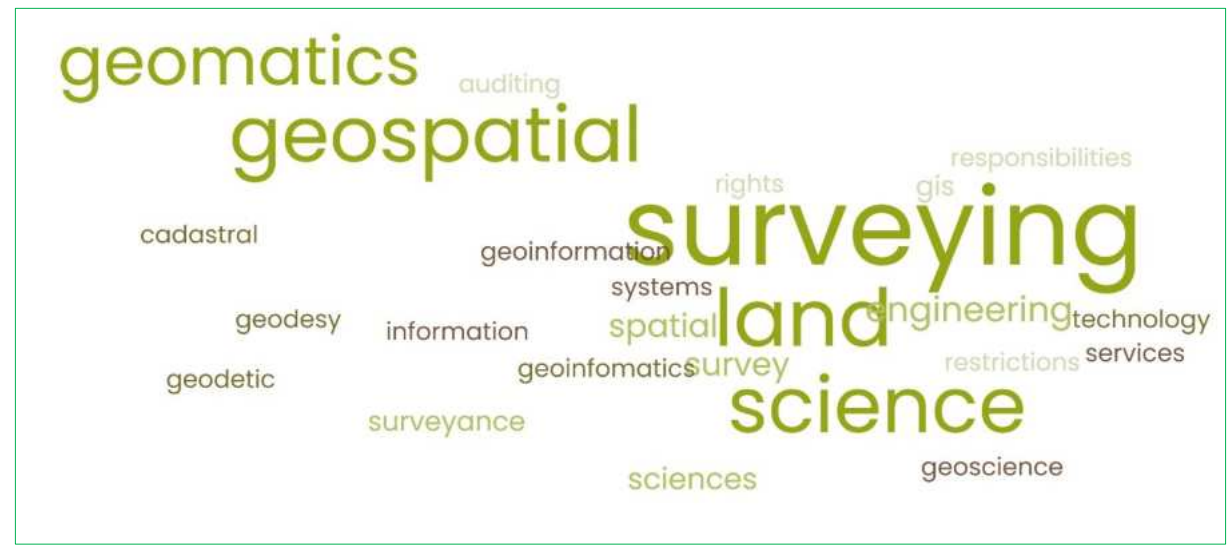 geomatics
auditing
geospatial
responsibilities
rights
gis
surveying
cadastral
geoinformation
systems
land
engineering
technology
geodesy
information
spatial
services
geoinfomatics
survey
restrictions
geodetic
science
surveyance
geoscience
sciences